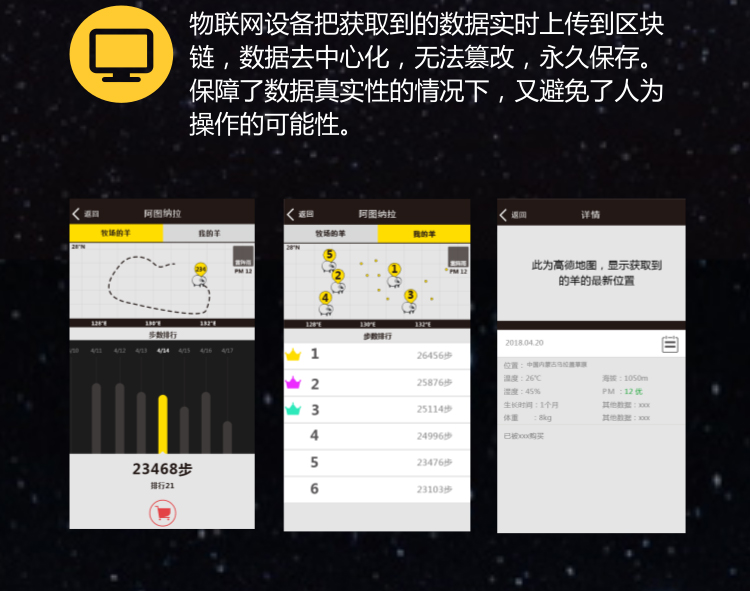 物联网设备把获取到的数据实时上传到区块
链，数据去中心化，无法篡改，永久保存。
保障了数据真实性的情况下，又避免了人为
操作的可能性。
返回 阿图纳拉
牧场的羊 我的羊
28°N
284
PM 12
128°E 130°E 132°E
步数排行
4/11 4/12 4/13 4/14 4/15 4/16 4/17
23468步
排行21
返回 阿图纳拉
牧场的羊 我的羊
28°N
5
2
1
4
3
PM 12
128°E 130°E 132°E
步数排行
1 26456步
2 25876步
3 25114步
4 24996步
5 23476步
6 23103步
返回 详情
此为高德地图，显示获取到
的羊的最新位置
2018.04.20
位置：中国内蒙古乌拉盖草原
温度：26℃ 海拔：1050m
湿度：45% PM ：12 优
生长时间：1个月 其他数据：xxx
体重 ：8kg 其他数据：xxx
已被xxx购买